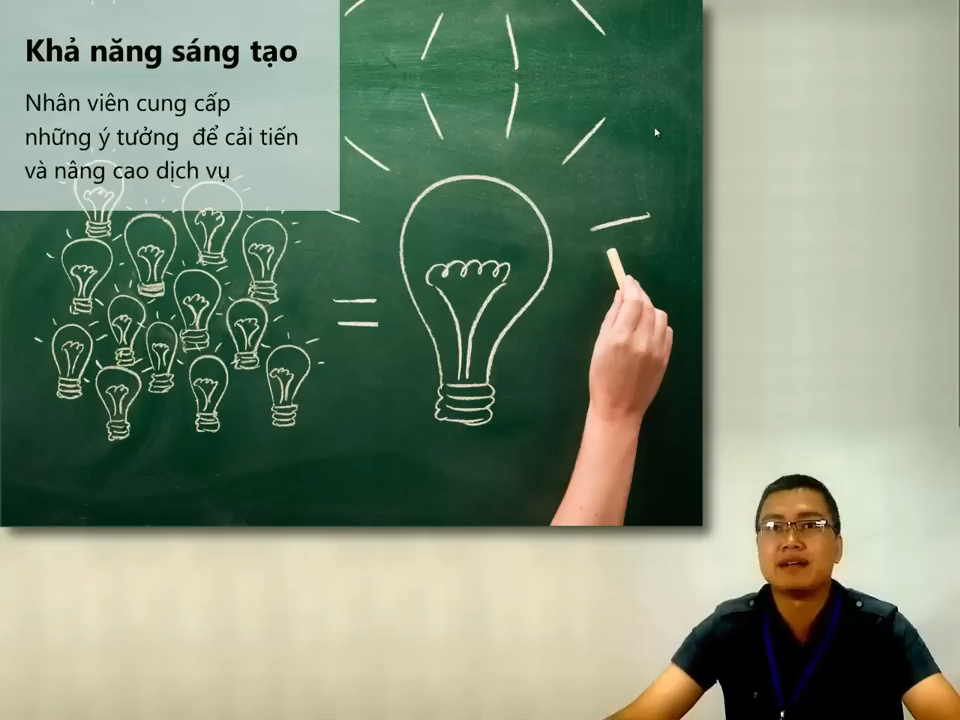 Khả năng sáng tạo
Nhân viên cung cấp
những ý tưởng để cải tiến
và nâng cao dịch vụ